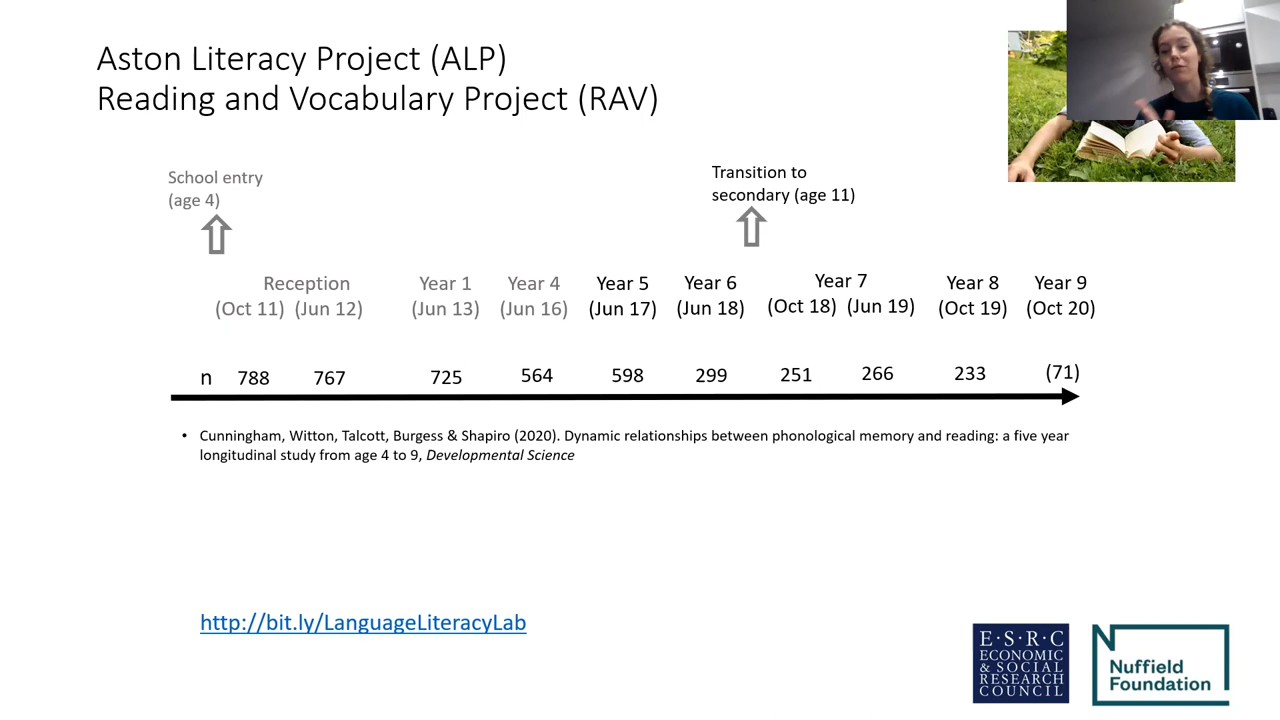 Aston Literacy Project (ALP)
Reading and Vocabulary Project (RAV)
School entry
(age 4)
Transition to
secondary (age 11)
Reception Year 1 Year 4 Year 5 Year 6 Year 7 Year 8 Year 9
(Oct 11) (Jun 12) (Jun 13) (Jun 16) (Jun 17) (Jun 18) (Oct 18) (Jun 19) (Oct 19) (Oct 20)
n 788 767 725 564 598 299 251 266 233 (71)
• Cunningham, Witton, Talcott, Burgess & Shapiro (2020). Dynamic relationships between phonological memory and reading: a five year
longitudinal study from age 4 to 9, Developmental Science
http://bit.ly/LanguageLiteracyLab
E·S·R·C
ECONOMIC
& SOCIAL
RESEARCH
COUNCIL
Nuffield
Foundation